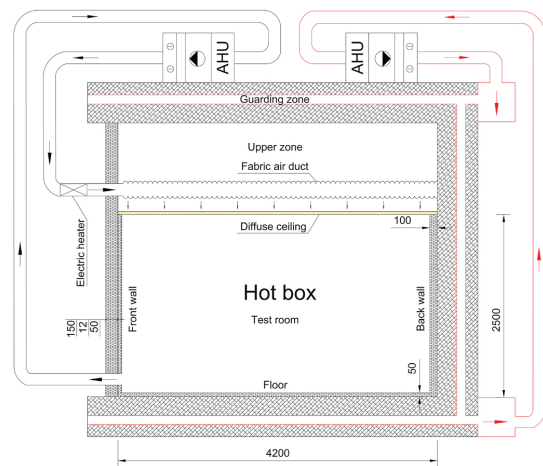 AHU
AHU
Guarding zone
Upper zone
Fabric air duct
Electric heater
Diffuse ceiling
100
Hot box
Test room
Front wall
Back wall
150
12
50
2500
50
Floor
4200